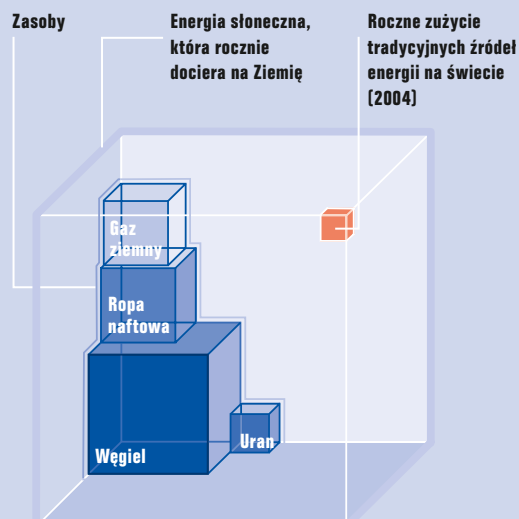 Zasoby
Energia słoneczna,
która rocznie
dociera na Ziemię
Roczne zużycie
tradycyjnych źródeł
energii na świecie
(2004)
Gaz
ziemny
Ropa
naftowa
Węgiel
Uran